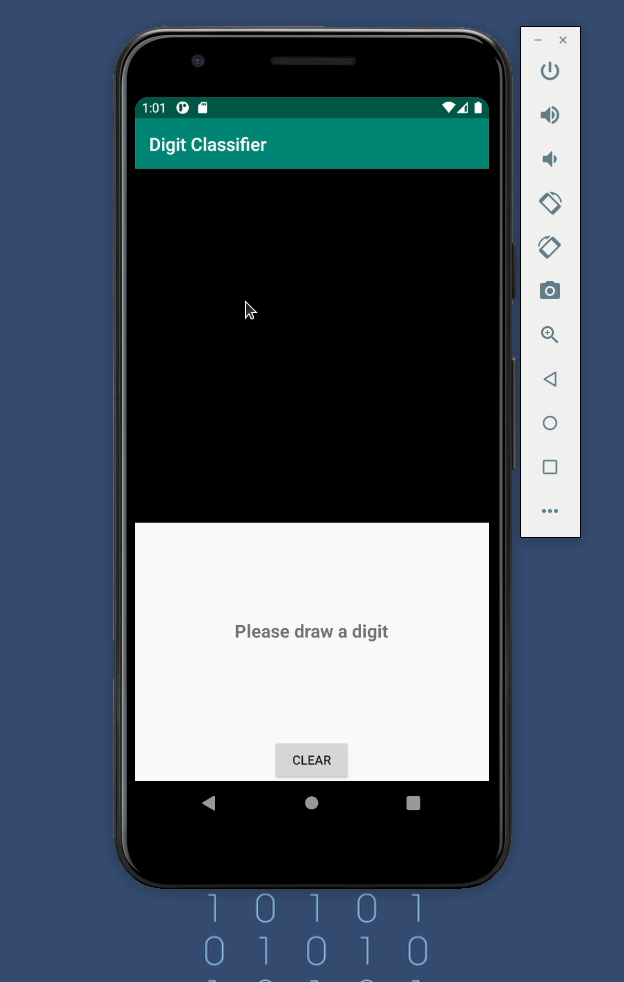 1:01
Digit Classifier
Please draw a digit
CLEAR
1 0 1 0 1
0 1 0 1 0